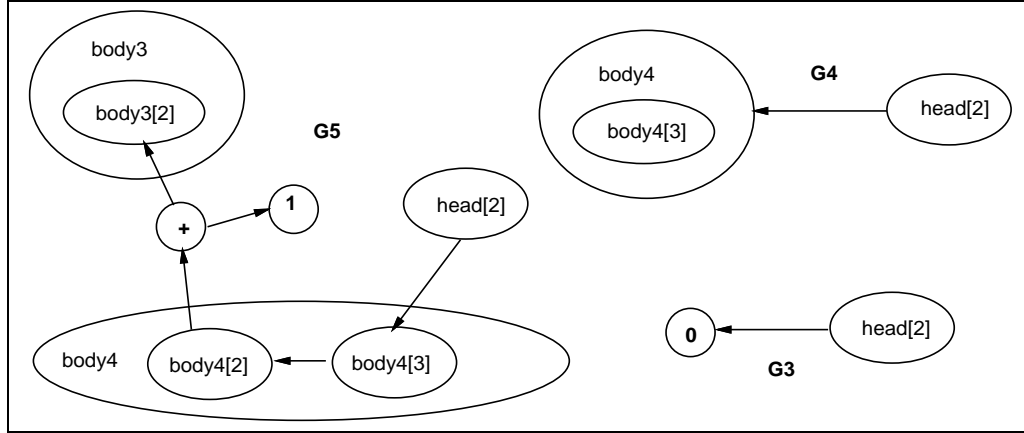 body3
body3[2]
G5
1
+
head[2]
body4
body4[2]
body4[3]
body4
body4[3]
G4
head[2]
0
head[2]
G3